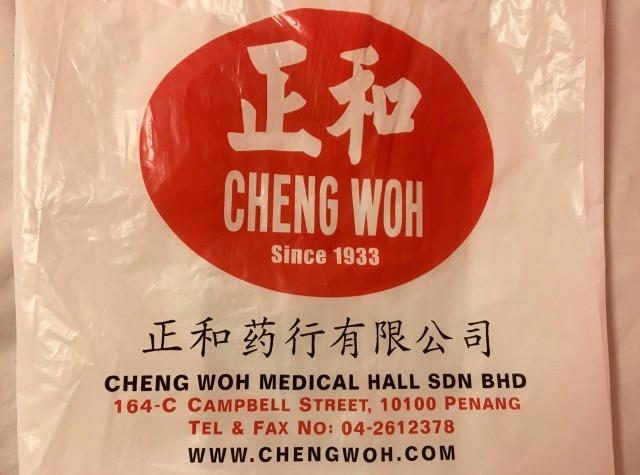 正和
CHENG WOH
Since 1933
正和药行有限公司
CHENG WOH MEDICAL HALL SDN BHD
164-C CAMPBELL STREET, 10100 PENANG
TEL & FAX NO: 04-2612378
WWW.CHENGWOH.COM